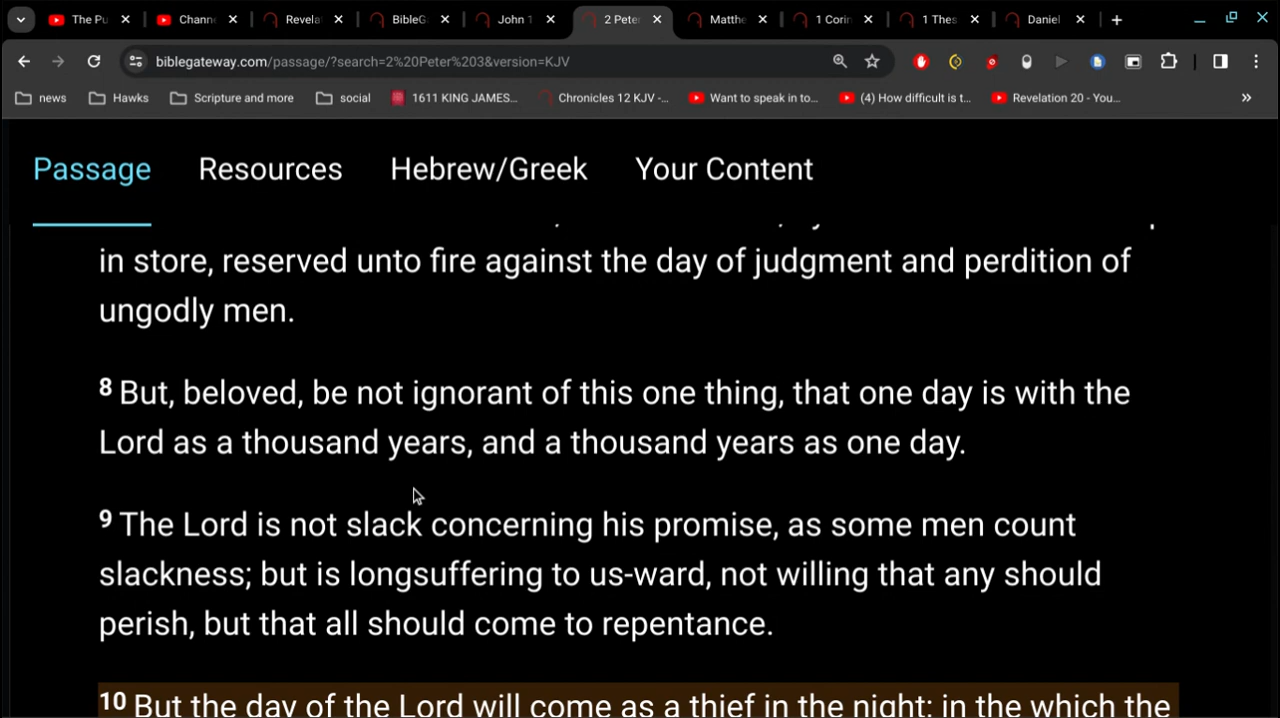 The Pu
Chann
Revela
BibleG
John 1
2 Peter
Matthe
1 Corin
1 Thes
Daniel
biblegateway.com/passage/?search=2%20Peter%203&version=KJV
news
Hawks
Scripture and more
social
1611 KING JAMES...
Chronicles 12 KJV -...
Want to speak in to...
(4) How difficult is t...
Revelation 20 - You...
Passage
Resources
Hebrew/Greek
Your Content
in store, reserved unto fire against the day of judgment and perdition of
ungodly men.
8 But, beloved, be not ignorant of this one thing, that one day is with the
Lord as a thousand years, and a thousand years as one day.
9 The Lord is not slack concerning his promise, as some men count
slackness; but is longsuffering to us-ward, not willing that any should
perish, but that all should come to repentance.
10 But the day of the Lord will come as a thief in the night; in the which the